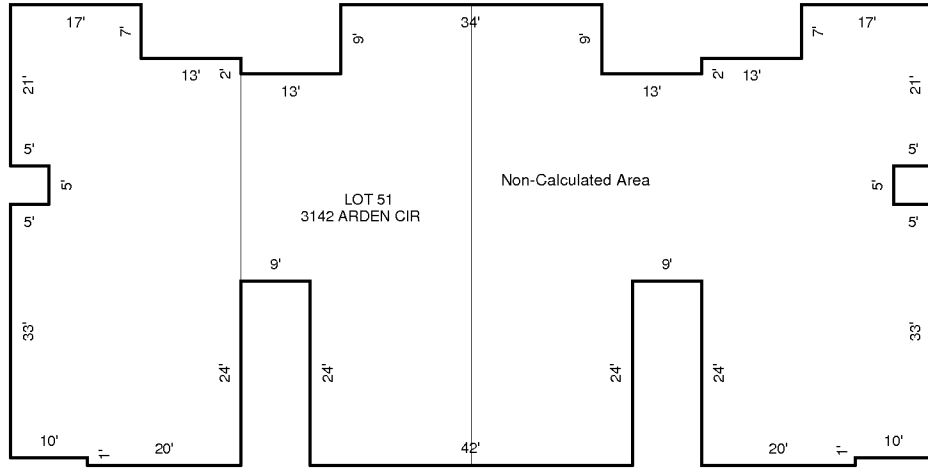 17' 7' 34' 7' 17'
9' 9'
13' 2' 2' 13'
21' 13' 13' 21'
5' 5'
5' Non-Calculated Area 5'
LOT 51
3142 ARDEN CIR
5' 5'
9' 9'
33' 33'
24' 24' 24' 24'
10' 1' 20' 42' 20' 1' 10'